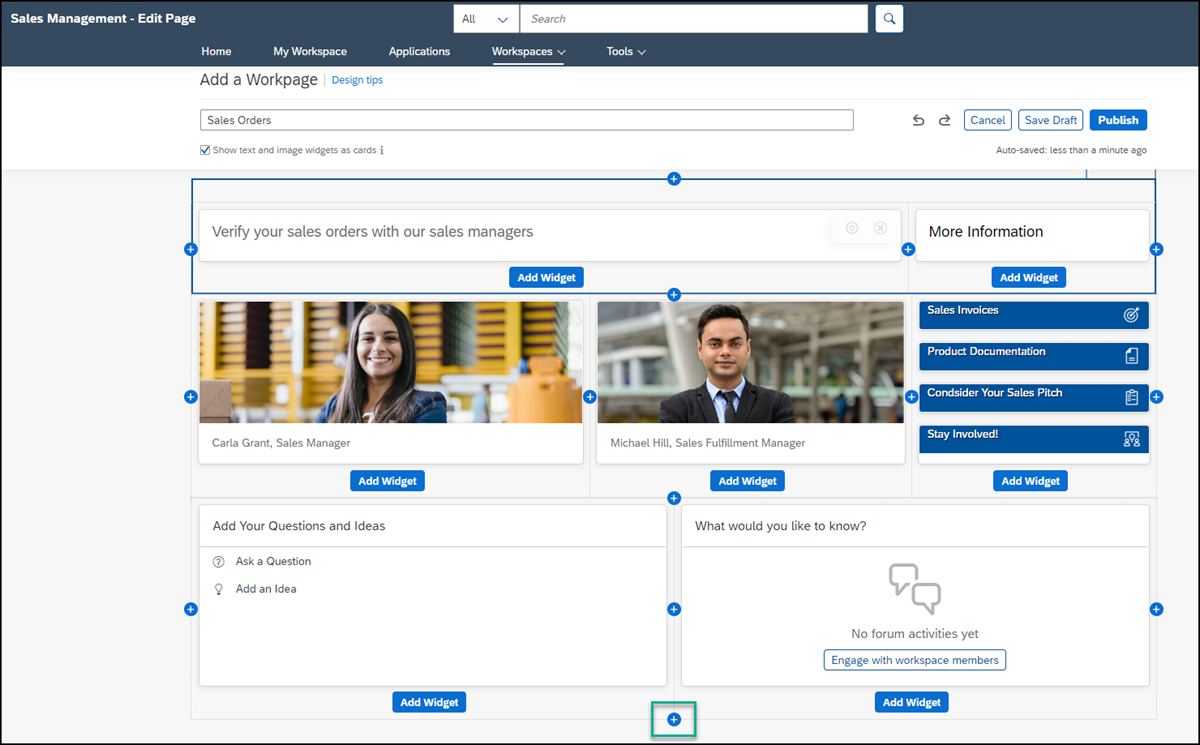 Sales Management - Edit Page
All
Search
Home My Workspace Applications Workspaces Tools
Add a Workpage Design tips
Sales Orders
Cancel Save Draft Publish
Show text and image widgets as cards i
Auto-saved: less than a minute ago
Verify your sales orders with our sales managers
More Information
Add Widget Add Widget
Sales Invoices
Product Documentation
Condsider Your Sales Pitch
Stay Involved!
Carla Grant, Sales Manager
Michael Hill, Sales Fulfillment Manager
Add Widget Add Widget Add Widget
Add Your Questions and Ideas
Ask a Question
Add an Idea
What would you like to know?
No forum activities yet
Engage with workspace members
Add Widget Add Widget